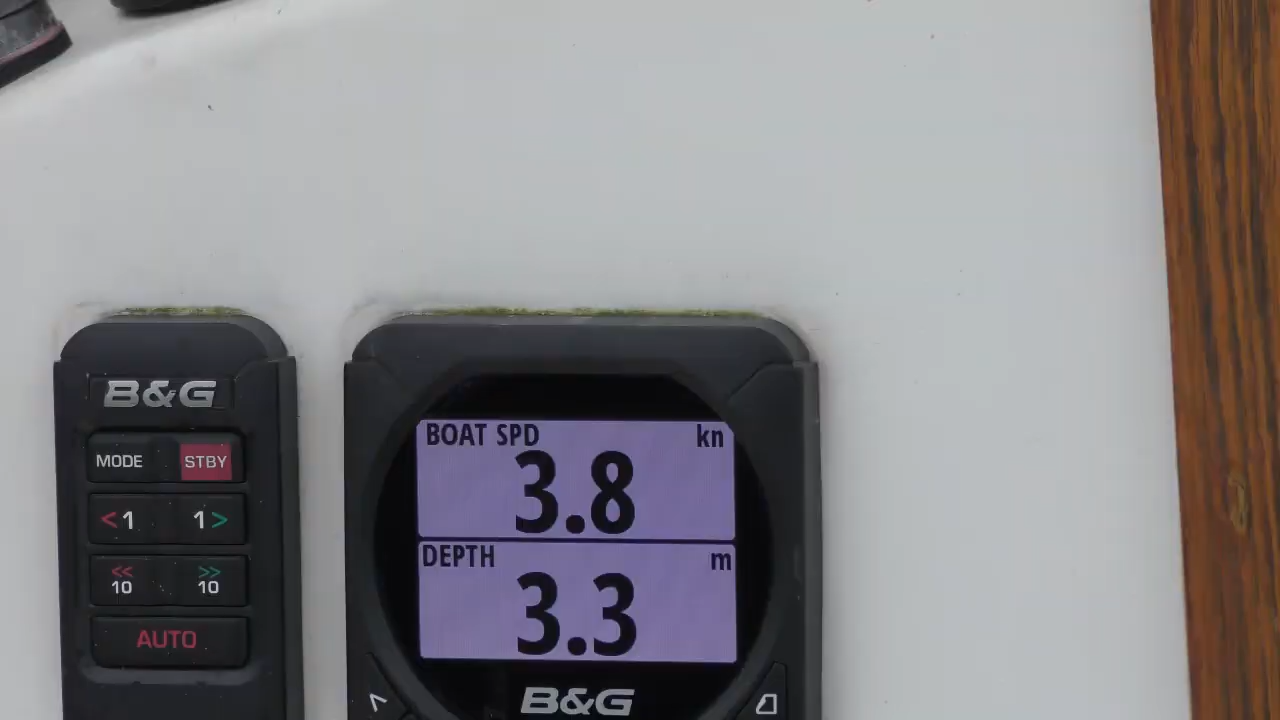 B&G
MODE STBY
<1 1>
<< >>
10 10
AUTO
BOAT SPD kn
3.8
DEPTH m
3.3
B&G